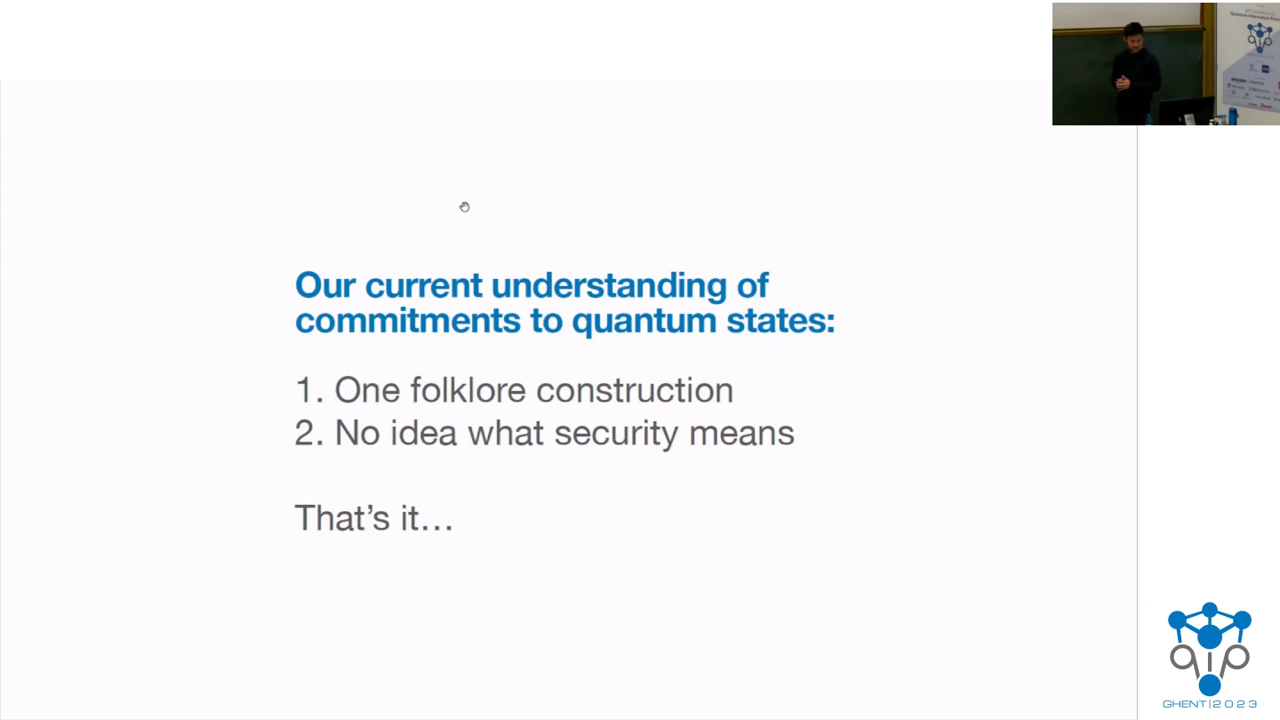 Our current understanding of
commitments to quantum states:
1. One folklore construction
2. No idea what security means
That's it…
qip
GHENT|2023